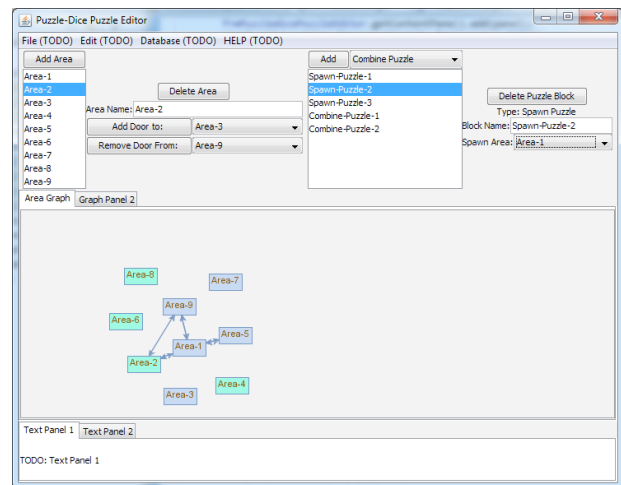 Puzzle-Dice Puzzle Editor
File (TODO) Edit (TODO) Database (TODO) HELP (TODO)
Add Area
Area-1
Area-2
Area-3
Area-4
Area-5
Area-6
Area-7
Area-8
Area-9
Delete Area
Area Name: Area-2
Add Door to: Area-3
Remove Door From: Area-9
Add Combine Puzzle
Spawn-Puzzle-1
Spawn-Puzzle-2
Spawn-Puzzle-3
Combine-Puzzle-1
Combine-Puzzle-2
Delete Puzzle Block
Type: Spawn Puzzle
Block Name: Spawn-Puzzle-2
Spawn Area: Area-1
Area Graph Graph Panel 2
Area-8
Area-7
Area-9
Area-6
Area-5
Area-1
Area-2
Area-4
Area-3
Text Panel 1 Text Panel 2
TODO: Text Panel 1